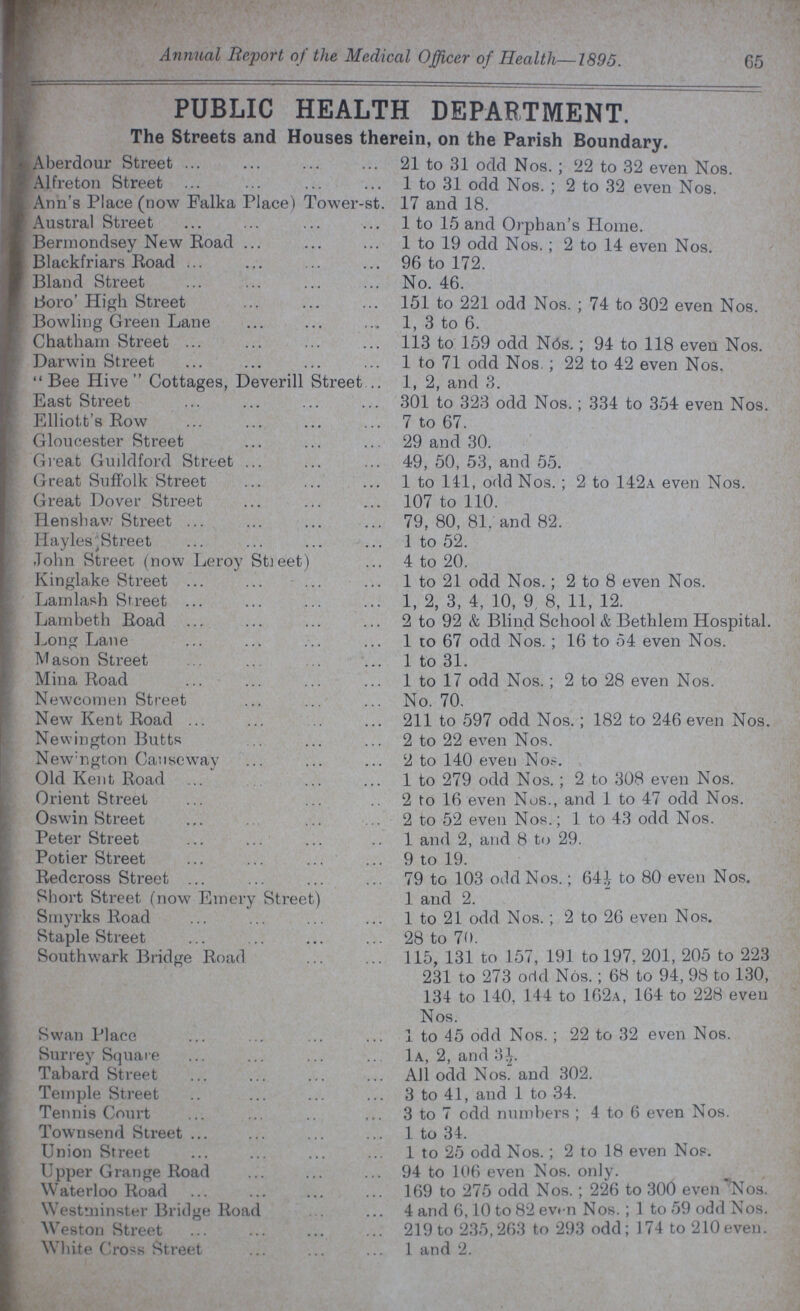 Annual Report of the Medical Officer of Health—1895. 65
PUBLIC HEALTH DEPARTMENT.
The Streets and Houses therein, on the Parish Boundary.
Aberdour Street ... ... ... ... 21 to 31 odd Nos. ; 22 to 32 even Nos.
Alfreton Street ... ... ... ... 1 to 31 odd Nos. ; 2 to 32 even Nos.
Ann's Place (now Falka Place) Tower-st. 17 and 18.
Austral Street ... ... ... ... 1 to 15 and Orphan's Home.
Bermondsey New Road ... ... ... 1 to 19 odd Nos. ; 2 to 14 even Nos.
Blackfriars Road ... ... ... ... 96 to 172.
Bland Street ... ... ... ... No. 46.
Boro' High Street ... ... ... 151 to 221 odd Nos. ; 74 to 302 even Nos.
Bowling Green Lane ... ... ... 1, 3 to 6.
Chatham Street ... ... ... ... 113 to 159 odd Nos. ; 94 to 118 even Nos.
Darwin Street ... ... ... ... 1 to 71 odd Nos. ; 22 to 42 even Nos.
"Bee Hive" Cottages, Deverill Street .. 1, 2, and 3.
East Street ... ... ... ... 301 to 323 odd Nos. ; 334 to 354 even Nos.
Elliott's Row ... ... ... ... 7 to 67.
Gloucester Street ... ... ... 29 and 30.
Great Guildford Street ... ... ... 49, 50, 53, and 55.
Great Suffolk Street ... ... ... 1 to 141, odd Nos. ; 2 to 142A even Nos.
Great Dover Street ... ... ... 107 to 110.
Henshaw Street ... ... ... ... 79, 80, 81, and 82.
Hayles Street ... ... ... ... 1 to 52.
John Street (now Leroy Street) ... 4 to 20.
Kinglake Street ... ... ... ... 1 to 21 odd Nos. ; 2 to 8 even Nos.
Lamlash Street ... ... ... ... 1, 2, 3, 4, 10, 9 8, 11, 12.
Lambeth Road ... ... ... ... 2 to 92 & Blind School & Bethlem Hospital.
Long Lane ... ... ... ... 1 to 67 odd Nos. ; 16 to 54 even Nos.
Mason Street ... ... ... ... 1 to 31.
Mina Road ... ... ... ... 1 to 17 odd Nos. ; 2 to 28 even Nos.
Newcomen Street ... ... ... No. 70.
New Kent Road ... ... ... ... 211 to 597 odd Nos. ; 182 to 246 even Nos.
Newington Butts ... ... ... 2 to 22 even Nos.
Newington Causeway ... ... ... 2 to 140 even Nos.
Old Kent Road ... ... ... ... 1 to 279 odd Nos. ; 2 to 308 even Nos.
Orient Street ... ... ... 2 to 16 even Nos., and 1 to 47 odd Nos.
Oswin Street ... ... ... ... 2 to 52 even Nos. ; 1 to 43 odd Nos.
Peter Street ... ... ... .. 1 and 2, and 8 to 29.
Potier Street ... ... ... ... 9 to 19.
Redcross Street ... ... ... ... 79 to 103 odd Nos. ; 64½ to 80 even Nos.
Short Street (now Emery Street) 1 and 2.
Smyrks Road ... ... ... ... 1 to 21 odd Nos. ; 2 to 26 even Nos.
Staple Street ... ... ... ... 28 to 70.
Southwark Bridge Road ... ... 115, 131 to 157, 191 to 197, 201, 205 to 223
231 to 273 odd Nos. ; 68 to 94, 98 to 130,
134 to 140, 144 to 162A, 164 to 228 even
Nos.
Swan Place ... ... ... ... 1 to 45 odd Nos. ; 22 to 32 even Nos.
Surrey Square ... ... ... ... 1A, 2, and 3½.
Tabard Street ... ... ... ... All odd Nos. and 302.
Temple Street .. ... ... ... 3 to 41, and 1 to 34.
Tennis Court ... ... .. ... 3 to 7 odd numbers ; 4 to 6 even Nos.
Townsend Street ... ... ... ... 1 to 34.
Union Street ... ... ... ... 1 to 25 odd Nos. ; 2 to 18 even Nos.
Upper Grange Road ... ... ... 94 to 106 even Nos. only.
Waterloo Road ... ... ... ... 169 to 275 odd Nos. ; 226 to 300 even Nos.
Westminster Bridge Road ... ... 4 and 6, 10 to 82 even Nos. ; 1 to 59 odd Nos.
Weston Street ... ... ... ... 219 to 235, 263 to 293 odd; 174 to 210 even.
White Cross Street ... ... ... 1 and 2.